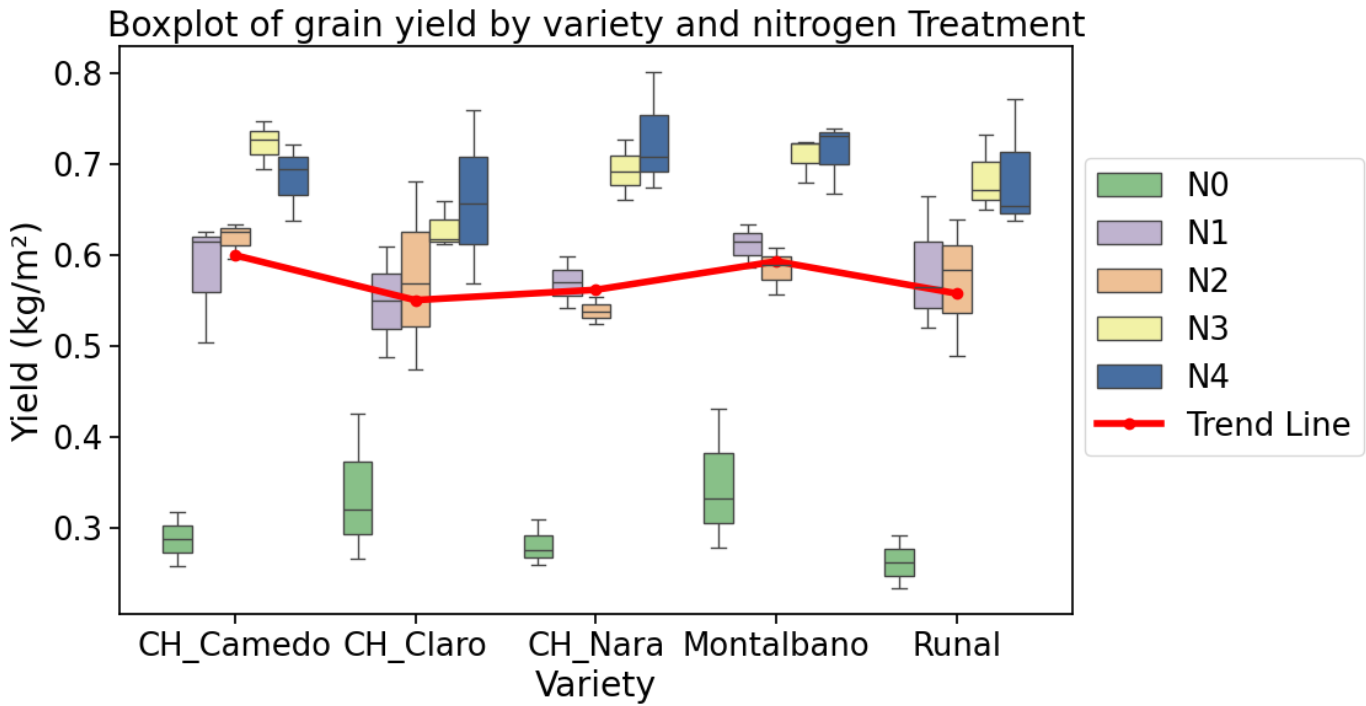 Boxplot of grain yield by variety and nitrogen Treatment
Yield (kg/m²)
0.8
0.7
0.6
0.5
0.4
0.3
CH_Camedo
CH_Claro
CH_Nara
Montalbano
Runal
Variety
N0
N1
N2
N3
N4
Trend Line